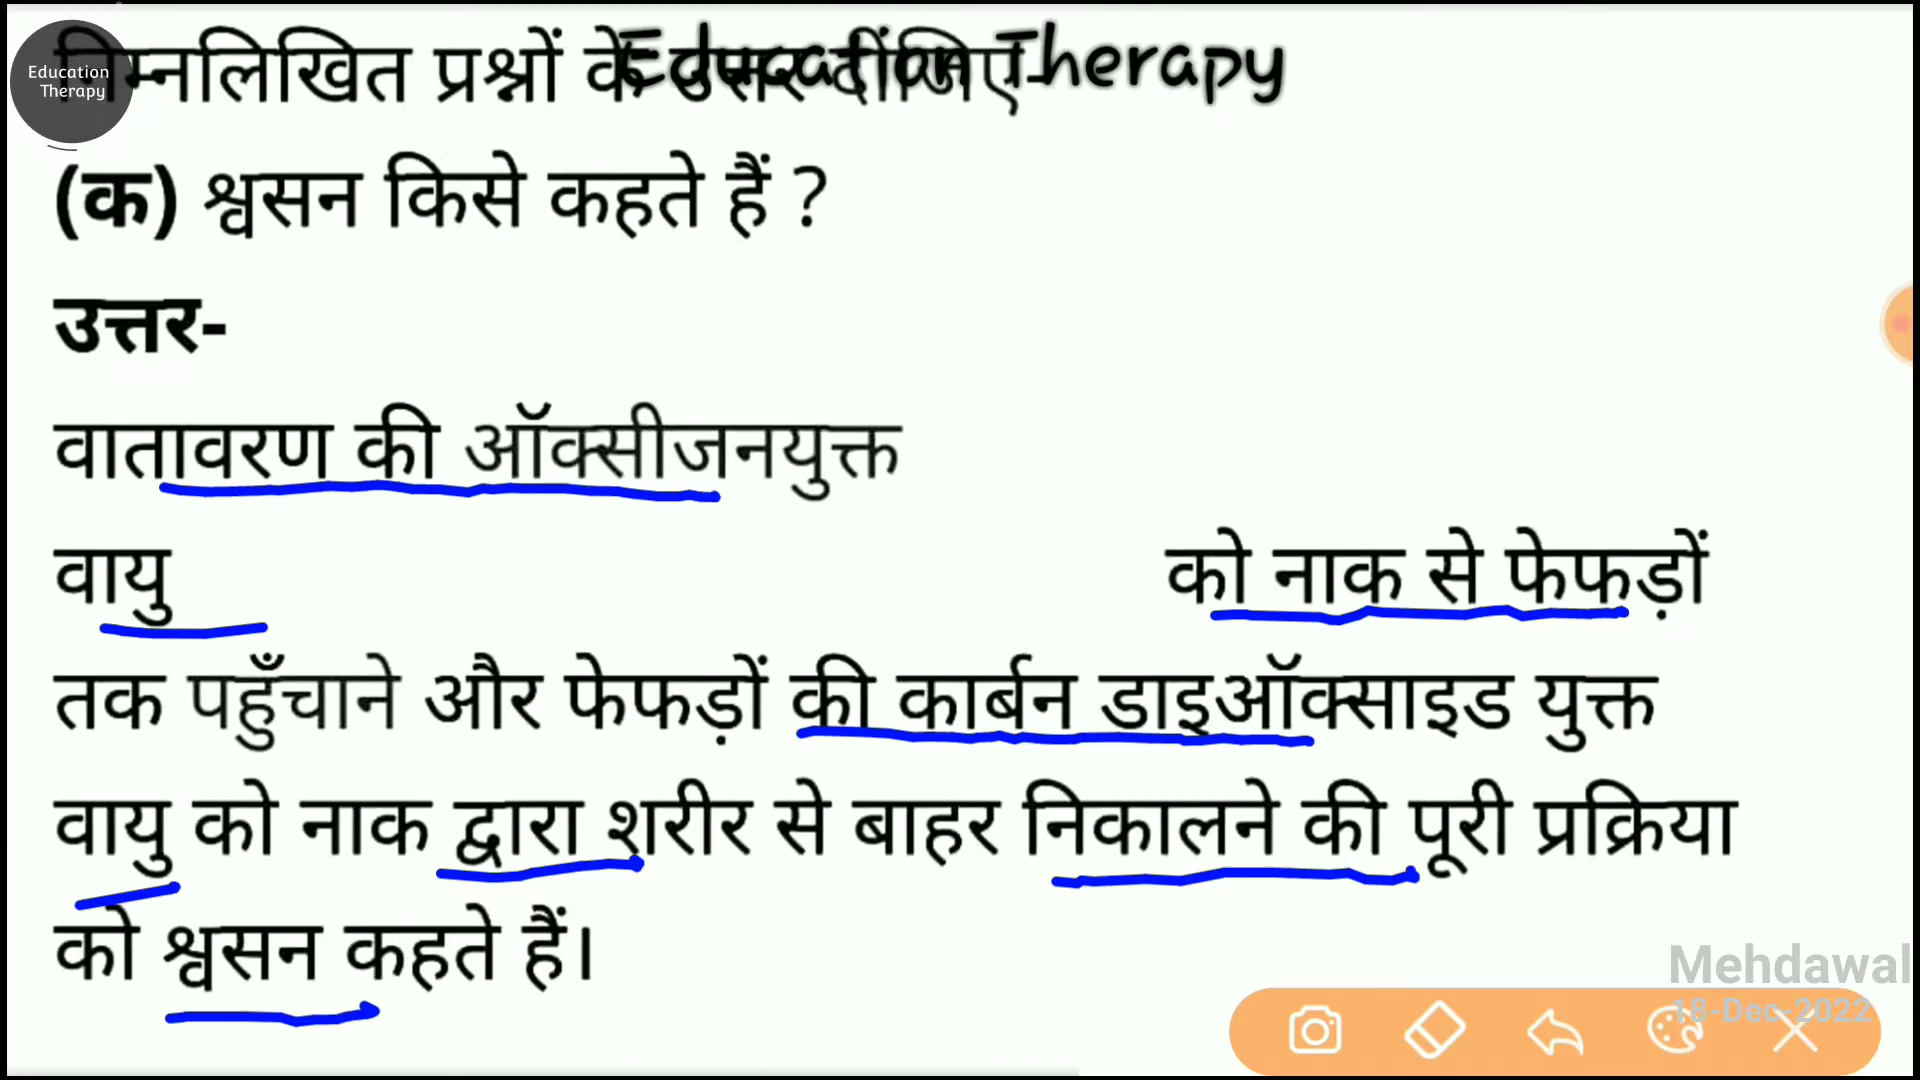 Education Therapy
निम्नलिखित प्रश्नों के उत्तर दीजिए-
Education
Therapy
(क) श्वसन किसे कहते हैं ?
उत्तर-
वातावरण की ऑक्सीजनयुक्त
वायु को नाक से फेफड़ों
तक पहुँचाने और फेफड़ों की कार्बन डाइऑक्साइड युक्त
वायु को नाक द्वारा शरीर से बाहर निकालने की पूरी प्रक्रिया
को श्वसन कहते हैं।
Mehdawal
18-Dec-2022